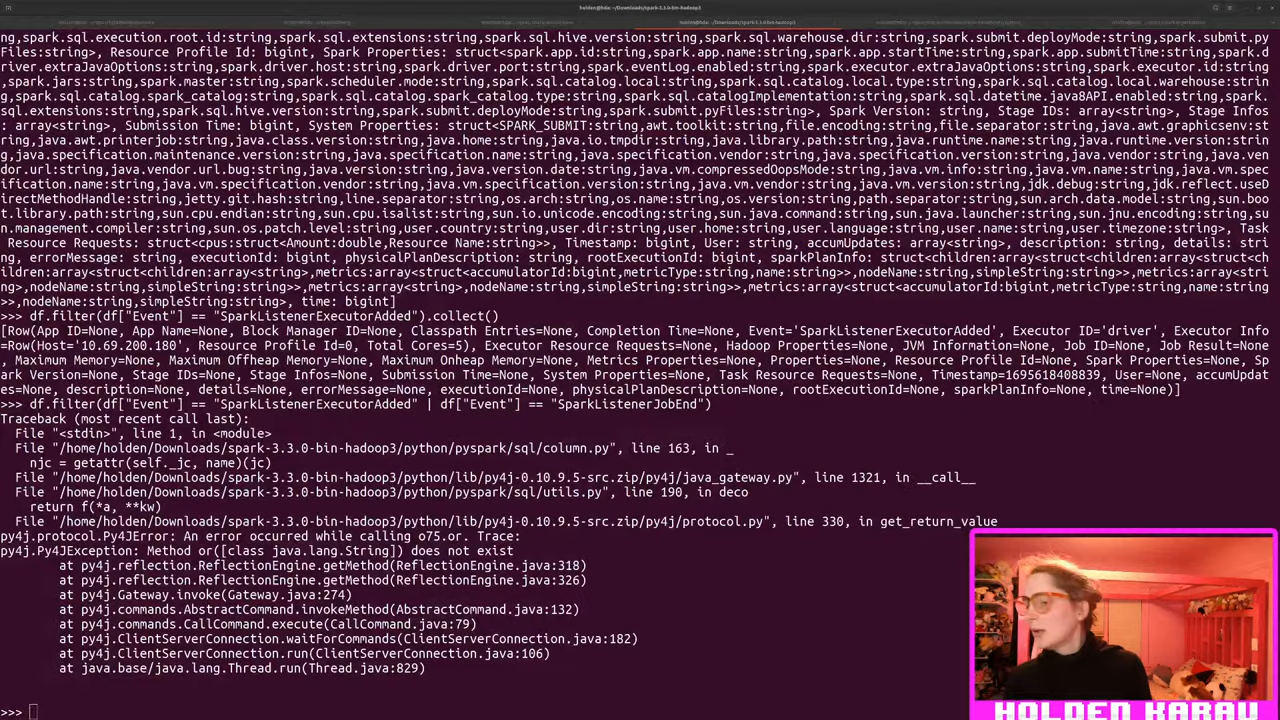 holden@hda: ~/Downloads/spark-3.3.0-bin-hadoop3
holden@hda: ~/Downloads/spark-3.3.0-bin-hadoop3
ng,spark.sql.execution.root.id:string,spark.sql.extensions:string,spark.sql.hive.version:string,spark.sql.warehouse.dir:string,spark.submit.deployMode:string,spark.submit.py
Files:string>, Resource Profile Id: bigint, Spark Properties: struct<spark.app.id:string,spark.app.name:string,spark.app.startTime:string,spark.app.submitTime:string,spark.d
river.extraJavaOptions:string,spark.driver.host:string,spark.driver.port:string,spark.eventLog.enabled:string,spark.executor.extraJavaOptions:string,spark.executor.id:string
,spark.jars:string,spark.master:string,spark.scheduler.mode:string,spark.sql.catalog.local:string,spark.sql.catalog.local.type:string,spark.sql.catalog.local.warehouse:strin
g,spark.sql.catalog.spark_catalog:string,spark.sql.catalog.spark_catalog.type:string,spark.sql.catalogImplementation:string,spark.sql.datetime.java8API.enabled:string,spark.
sql.extensions:string,spark.sql.hive.version:string,spark.submit.deployMode:string,spark.submit.pyFiles:string>, Spark Version: string, Stage IDs: array<string>, Stage Infos
: array<string>, Submission Time: bigint, System Properties: struct<SPARK_SUBMIT:string,awt.toolkit:string,file.encoding:string,file.separator:string,java.awt.graphicsenv:st
ring,java.awt.printerjob:string,java.class.version:string,java.home:string,java.io.tmpdir:string,java.library.path:string,java.runtime.name:string,java.runtime.version:strin
g,java.specification.maintenance.version:string,java.specification.name:string,java.specification.vendor:string,java.specification.version:string,java.vendor:string,java.ven
dor.url:string,java.vendor.url.bug:string,java.version:string,java.version.date:string,java.vm.compressedOopsMode:string,java.vm.info:string,java.vm.name:string,java.vm.spec
ification.name:string,java.vm.specification.vendor:string,java.vm.specification.version:string,java.vm.vendor:string,java.vm.version:string,jdk.debug:string,jdk.reflect.useD
irectMethodHandle:string,jetty.git.hash:string,line.separator:string,os.arch:string,os.name:string,os.version:string,path.separator:string,sun.arch.data.model:string,sun.boo
t.library.path:string,sun.cpu.endian:string,sun.cpu.isalist:string,sun.io.unicode.encoding:string,sun.java.command:string,sun.java.launcher:string,sun.jnu.encoding:string,su
n.management.compiler:string,sun.os.patch.level:string,user.country:string,user.dir:string,user.home:string,user.language:string,user.name:string,user.timezone:string>, Task
 Resource Requests: struct<cpus:struct<Amount:double,Resource Name:string>>, Timestamp: bigint, User: string, accumUpdates: array<string>, description: string, details: stri
ng, errorMessage: string, executionId: bigint, physicalPlanDescription: string, rootExecutionId: bigint, sparkPlanInfo: struct<children:array<struct<children:array<struct<ch
ildren:array<struct<children:array<string>,metrics:array<struct<accumulatorId:bigint,metricType:string,name:string>>,nodeName:string,simpleString:string>>,metrics:array<stri
ng>,nodeName:string,simpleString:string>>,metrics:array<string>,nodeName:string,simpleString:string>>,metrics:array<struct<accumulatorId:bigint,metricType:string,name:string
>>,nodeName:string,simpleString:string>, time: bigint]
>>> df.filter(df["Event"] == "SparkListenerExecutorAdded").collect()
[Row(App ID=None, App Name=None, Block Manager ID=None, Classpath Entries=None, Completion Time=None, Event='SparkListenerExecutorAdded', Executor ID='driver', Executor Info
=Row(Host='10.69.200.180', Resource Profile Id=0, Total Cores=5), Executor Resource Requests=None, Hadoop Properties=None, JVM Information=None, Job ID=None, Job Result=None
, Maximum Memory=None, Maximum Offheap Memory=None, Maximum Onheap Memory=None, Metrics Properties=None, Properties=None, Resource Profile Id=None, Spark Properties=None, Sp
ark Version=None, Stage IDs=None, Stage Infos=None, Submission Time=None, System Properties=None, Task Resource Requests=None, Timestamp=1695618408839, User=None, accumUpdat
es=None, description=None, details=None, errorMessage=None, executionId=None, physicalPlanDescription=None, rootExecutionId=None, sparkPlanInfo=None, time=None)]
>>> df.filter(df["Event"] == "SparkListenerExecutorAdded" | df["Event"] == "SparkListenerJobEnd")
Traceback (most recent call last):
  File "<stdin>", line 1, in <module>
  File "/home/holden/Downloads/spark-3.3.0-bin-hadoop3/python/pyspark/sql/column.py", line 163, in _
    njc = getattr(self._jc, name)(jc)
  File "/home/holden/Downloads/spark-3.3.0-bin-hadoop3/python/lib/py4j-0.10.9.5-src.zip/py4j/java_gateway.py", line 1321, in __call__
  File "/home/holden/Downloads/spark-3.3.0-bin-hadoop3/python/pyspark/sql/utils.py", line 190, in deco
    return f(*a, **kw)
  File "/home/holden/Downloads/spark-3.3.0-bin-hadoop3/python/lib/py4j-0.10.9.5-src.zip/py4j/protocol.py", line 330, in get_return_value
py4j.protocol.Py4JError: An error occurred while calling o75.or. Trace:
py4j.Py4JException: Method or([class java.lang.String]) does not exist
	at py4j.reflection.ReflectionEngine.getMethod(ReflectionEngine.java:318)
	at py4j.reflection.ReflectionEngine.getMethod(ReflectionEngine.java:326)
	at py4j.Gateway.invoke(Gateway.java:274)
	at py4j.commands.AbstractCommand.invokeMethod(AbstractCommand.java:132)
	at py4j.commands.CallCommand.execute(CallCommand.java:79)
	at py4j.ClientServerConnection.waitForCommands(ClientServerConnection.java:182)
	at py4j.ClientServerConnection.run(ClientServerConnection.java:106)
	at java.base/java.lang.Thread.run(Thread.java:829)
>>>
HOLDEN KARAU